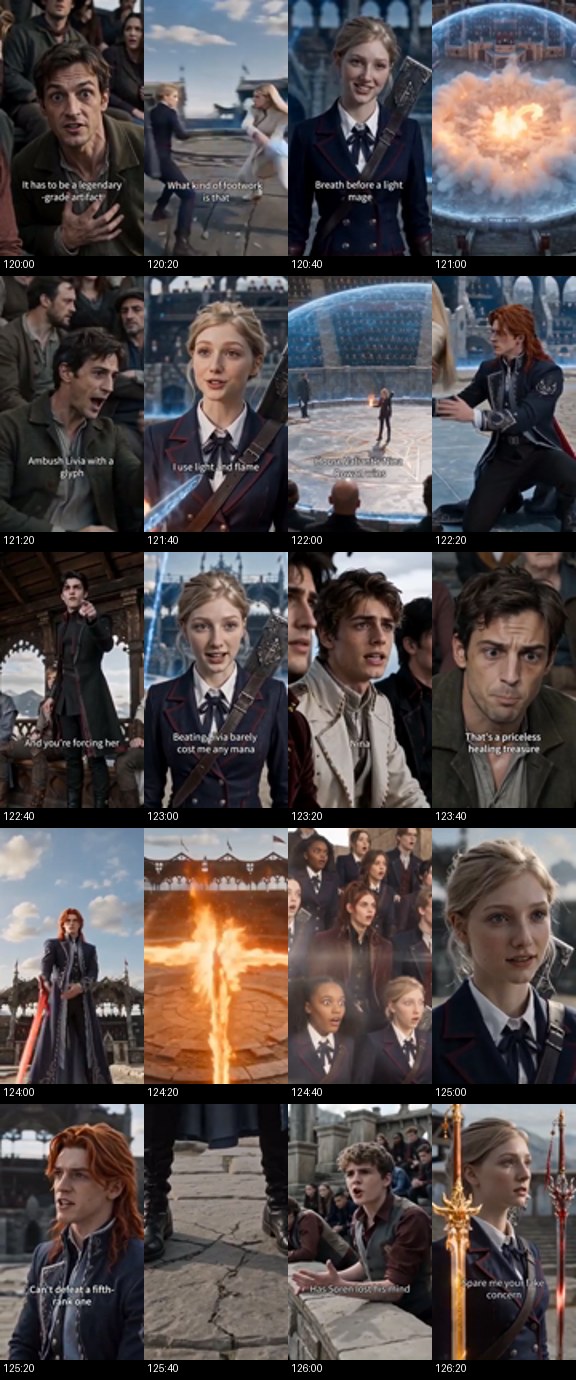 It has to be a legendary
-grade artifact
What kind of footwork
is that
Breath before a light
mage
120:00
120:20
120:40
121:00
Ambush Livia with a
glyph
I use light and flame
wins
121:20
121:40
122:00
122:20
And you're forcing her
Beating Livia barely
cost me any mana
Nina
That's a priceless
healing treasure
122:40
123:00
123:20
123:40
124:00
124:20
124:40
125:00
Can't defeat a fifth-
rank one
Has Soren lost his mind
Spare me your fake
concern
125:20
125:40
126:00
126:20